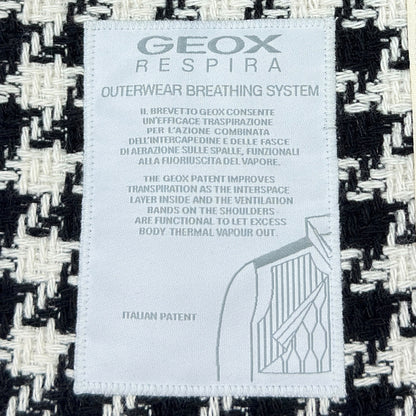 GEOX
RESPIRA
OUTERWEAR BREATHING SYSTEM
IL BREVETTO GEOX CONSENTE
UN'EFFICACE TRASPIRAZIONE
PER L'AZIONE COMBINATA
DELL'INTERCAPEDINE E DELLE FASCE
DI AERAZIONE SULLE SPALLE, FUNZIONALI
ALLA FUORIUSCITA DEL VAPORE.
THE GEOX PATENT IMPROVES
TRANSPIRATION AS THE INTERSPACE
LAYER INSIDE AND THE VENTILATION
BANDS ON THE SHOULDERS
ARE FUNCTIONAL TO LET EXCESS
BODY THERMAL VAPOUR OUT.
ITALIAN PATENT